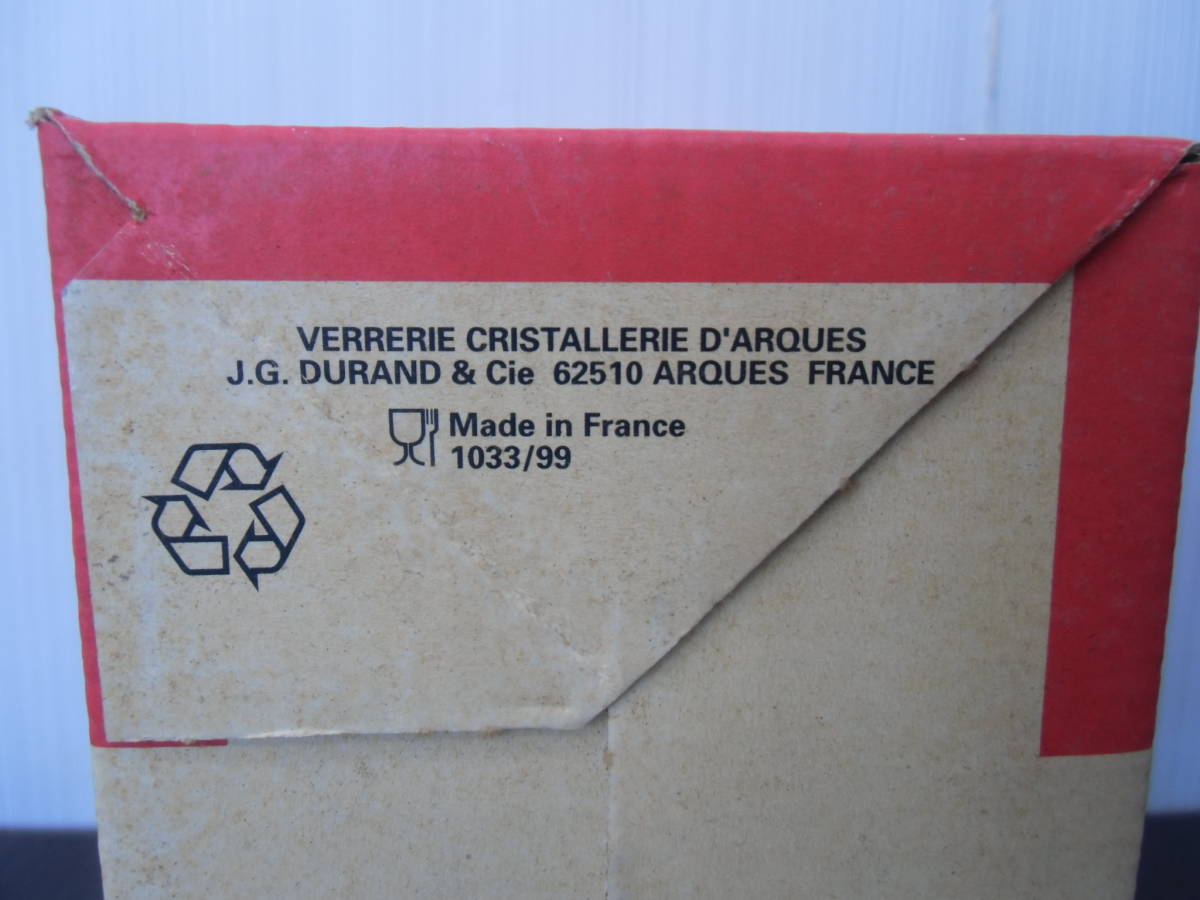 VERRERIE CRISTALLERIE D'ARQUES
J.G. DURAND & Cie 62510 ARQUES FRANCE
Made in France
1033/99